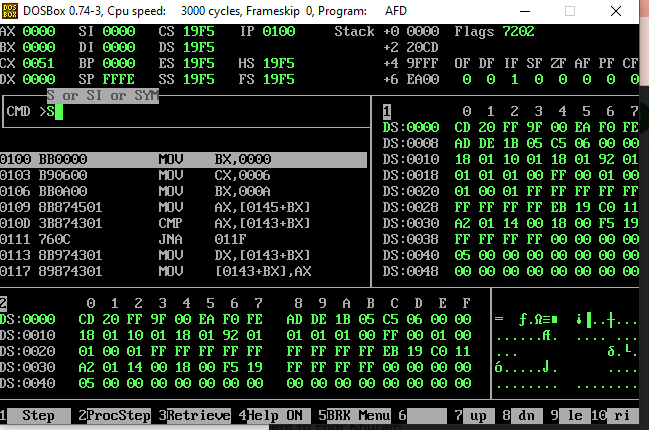 DOSBox 0.74-3, Cpu speed: 3000 cycles, Frameskip 0, Program: AFD
AX 0000 SI 0000 CS 19F5 IP 0100 Stack +0 0000 Flags 7202
BX 0000 DI 0000 DS 19F5 +2 20CD
CX 0051 BP 0000 ES 19F5 HS 19F5 +4 9FFF OF DF IF SF ZF AF PF CF
DX 0000 SP FFFE SS 19F5 FS 19F5 +6 EA00 0 0 1 0 0 0 0 0
S or SI or SYM
CMD >S
1 0 1 2 3 4 5 6 7
DS:0000 CD 20 FF 9F 00 EA F0 FE
DS:0008 AD DE 1B 05 C5 06 00 00
DS:0010 18 01 10 01 18 01 92 01
DS:0018 01 01 01 00 FF 00 01 00
DS:0020 01 00 01 FF FF FF FF FF
DS:0028 FF FF FF FF EB 19 C0 11
DS:0030 A2 01 14 00 18 00 F5 19
DS:0038 FF FF FF FF 00 00 00 00
DS:0040 05 00 00 00 00 00 00 00
DS:0048 00 00 00 00 00 00 00 00
0100 BB0000 MOV BX,0000
0103 B90600 MOV CX,0006
0106 BB0A00 MOV BX,000A
0109 8B874501 MOV AX,[0145+BX]
010D 3B874301 CMP AX,[0143+BX]
0111 760C JNA 011F
0113 8B974301 MOV DX,[0143+BX]
0117 89874301 MOV [0143+BX],AX
2 0 1 2 3 4 5 6 7 8 9 A B C D E F
DS:0000 CD 20 FF 9F 00 EA F0 FE AD DE 1B 05 C5 06 00 00
DS:0010 18 01 10 01 18 01 92 01 01 01 01 00 FF 00 01 00
DS:0020 01 00 01 FF FF FF FF FF FF FF FF FF EB 19 C0 11
DS:0030 A2 01 14 00 18 00 F5 19 FF FF FF FF 00 00 00 00
DS:0040 05 00 00 00 00 00 00 00 00 00 00 00 00 00 00 00
1 Step 2 ProcStep 3 Retrieve 4 Help ON 5 BRK Menu 6 7 up 8 dn 9 le 10 ri